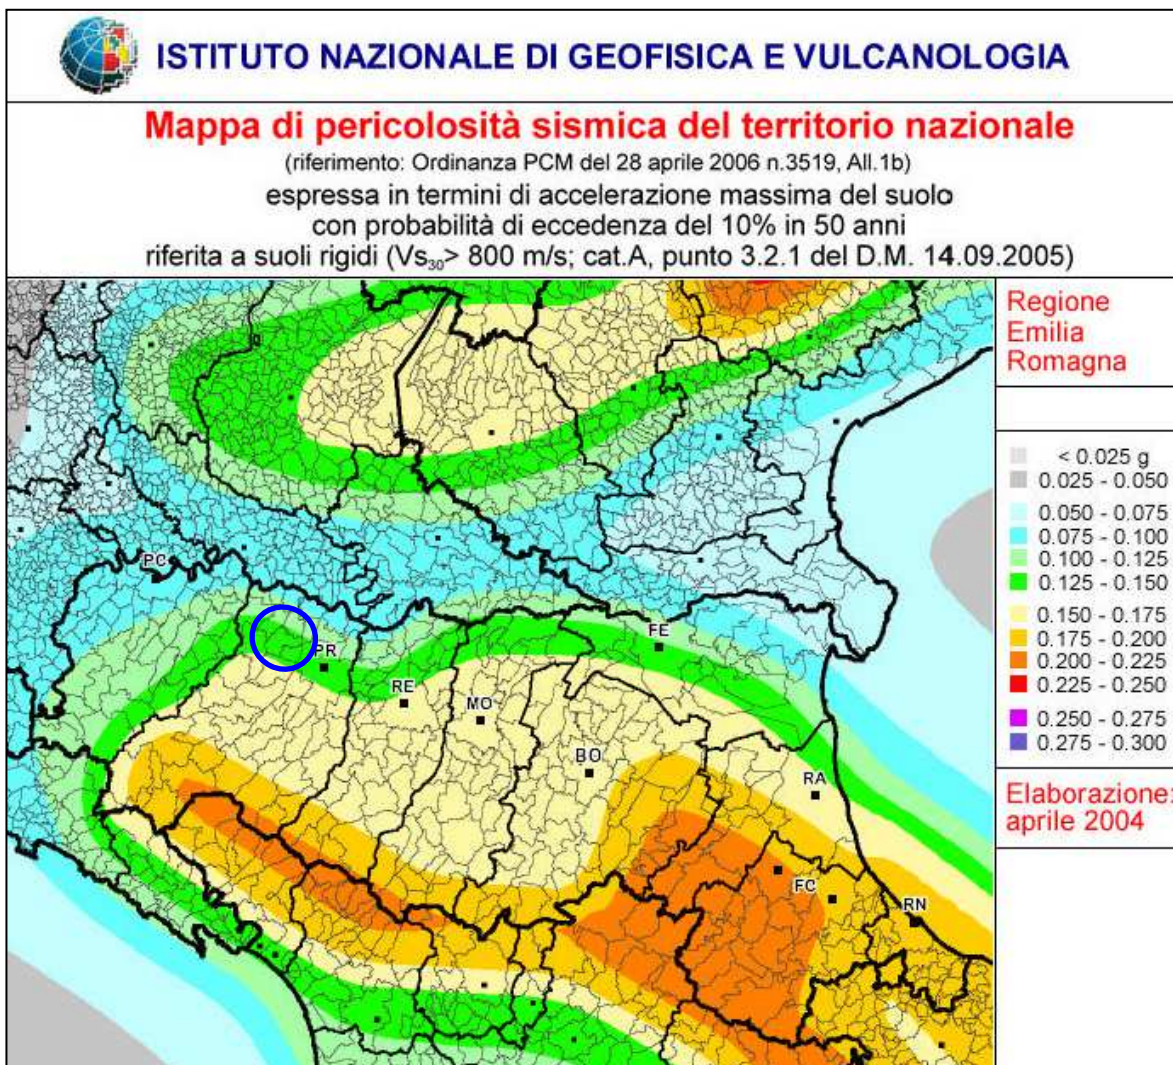 ISTITUTO NAZIONALE DI GEOFISICA E VULCANOLOGIA
Mappa di pericolosità sismica del territorio nazionale
(riferimento: Ordinanza PCM del 28 aprile 2006 n.3519, All.1b)
espressa in termini di accelerazione massima del suolo
con probabilità di eccedenza del 10% in 50 anni
riferita a suoli rigidi (Vs₃₀> 800 m/s; cat.A, punto 3.2.1 del D.M. 14.09.2005)
Regione
Emilia
Romagna
< 0.025 g
0.025 - 0.050
0.050 - 0.075
0.075 - 0.100
0.100 - 0.125
0.125 - 0.150
0.150 - 0.175
0.175 - 0.200
0.200 - 0.225
0.225 - 0.250
0.250 - 0.275
0.275 - 0.300
Elaborazione:
aprile 2004
PC
PR
FE
RE
MO
BO
RA
FC
RN